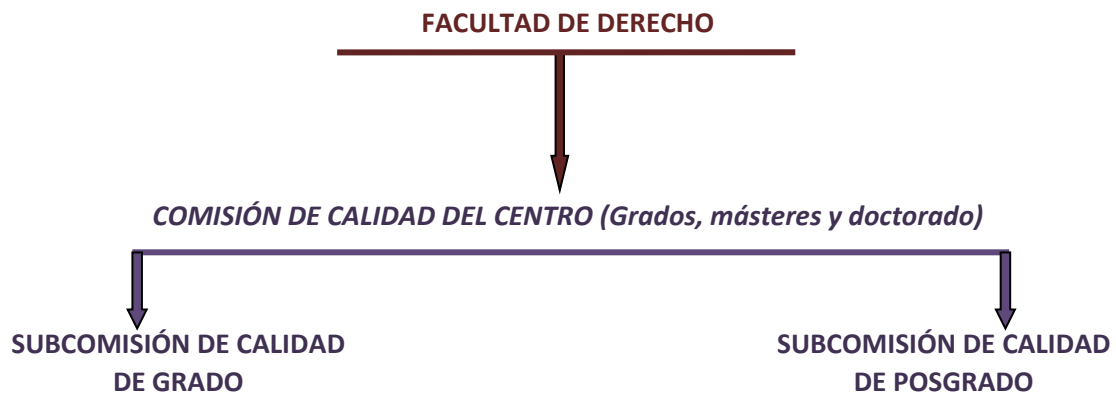 FACULTAD DE DERECHO
COMISIÓN DE CALIDAD DEL CENTRO (Grados, másteres y doctorado)
SUBCOMISIÓN DE CALIDAD
DE GRADO
SUBCOMISIÓN DE CALIDAD
DE POSGRADO